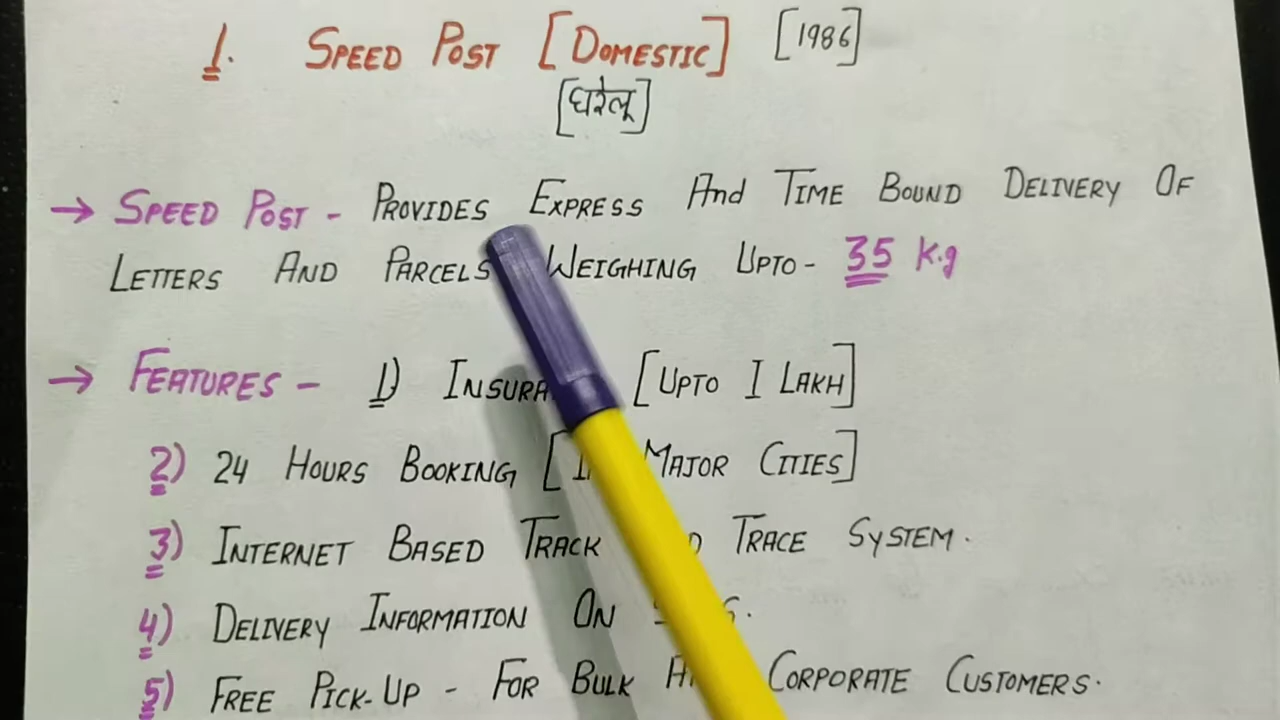 1. SPEED POST [DOMESTIC] [1986]
[घरेलू]
→ SPEED POST - PROVIDES EXPRESS And TIME BOUND DELIVERY OF
LETTERS AND PARCELS WEIGHING UPTO - 35 K.g
→ FEATURES - 1) [UPTO 1 LAKH]
2) 24 HOURS BOOKING [ MAJOR CITIES]
3) INTERNET BASED TRACK TRACE SYSTEM.
4) DELIVERY INFORMATION ON
5) FREE PICK-UP - FOR BULK CORPORATE CUSTOMERS.